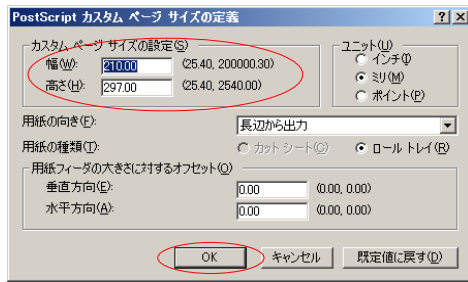 PostScript カスタム ページ サイズの定義
カスタム ページ サイズの設定(S)
幅(W): 210.00 (25.40, 200000.30)
高さ(H): 297.00 (25.40, 2540.00)
ユニット(U)
インチ(I)
ミリ(M)
ポイント(P)
用紙の向き(F): 長辺から出力
用紙の種類(T): カット シート(C) ロール トレイ(R)
用紙フィーダの大きさに対するオフセット(O)
垂直方向(E): 0.00 (0.00, 0.00)
水平方向(A): 0.00 (0.00, 0.00)
OK キャンセル 既定値に戻す(D)